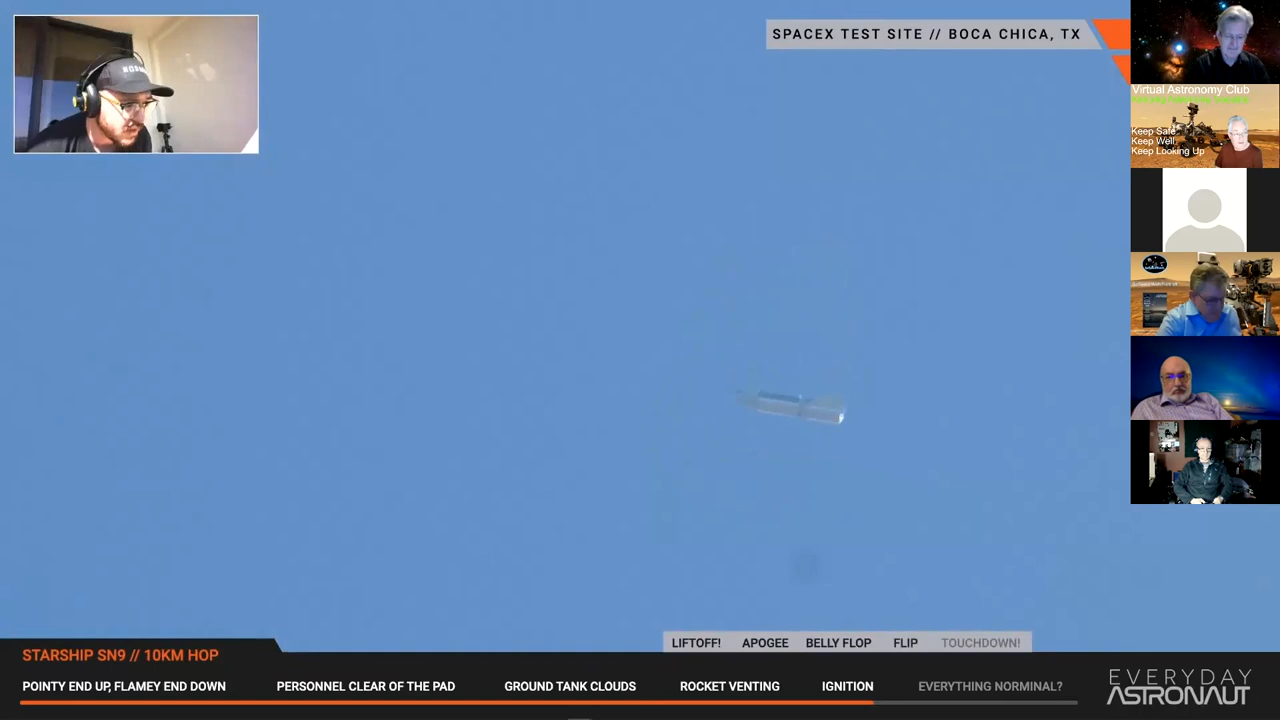 SPACEX TEST SITE // BOCA CHICA, TX
Virtual Astronomy Club
Keep Safe
Keep Well
Keep Looking Up
LIFTOFF! APOGEE BELLY FLOP FLIP TOUCHDOWN!
STARSHIP SN9 // 10KM HOP
POINTY END UP, FLAMEY END DOWN PERSONNEL CLEAR OF THE PAD GROUND TANK CLOUDS ROCKET VENTING IGNITION EVERYTHING NORMINAL?
EVERYDAY
ASTRONAUT